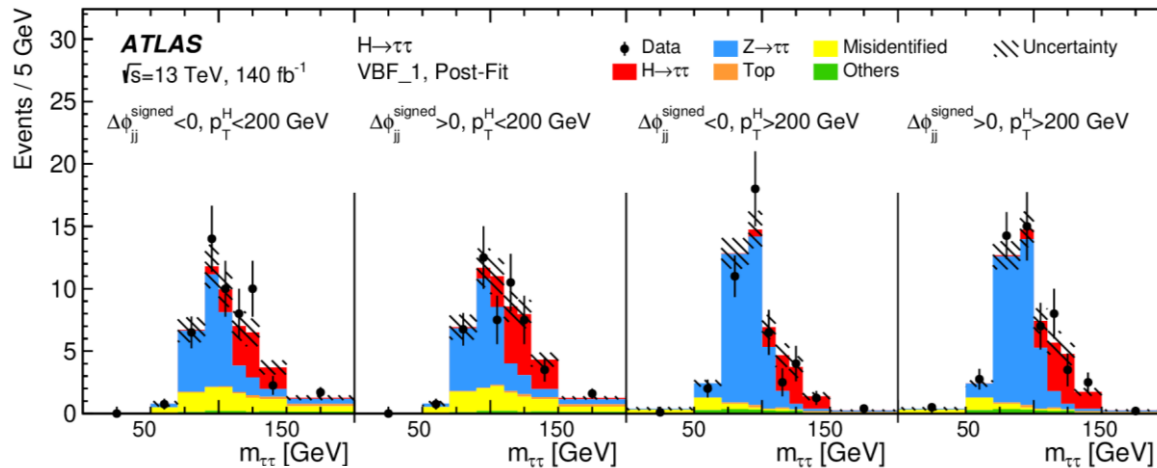 ATLAS
√s=13 TeV, 140 fb⁻¹
H→ττ
VBF_1, Post-Fit
Data
H→ττ
Z→ττ
Top
Misidentified
Others
Uncertainty
Δϕ_jj^signed<0, p_T^H<200 GeV
Δϕ_jj^signed>0, p_T^H<200 GeV
Δϕ_jj^signed<0, p_T^H>200 GeV
Δϕ_jj^signed>0, p_T^H>200 GeV
Events / 5 GeV
30
25
20
15
10
5
0
50 150
50 150
50 150
50 150
m_ττ [GeV]
m_ττ [GeV]
m_ττ [GeV]
m_ττ [GeV]